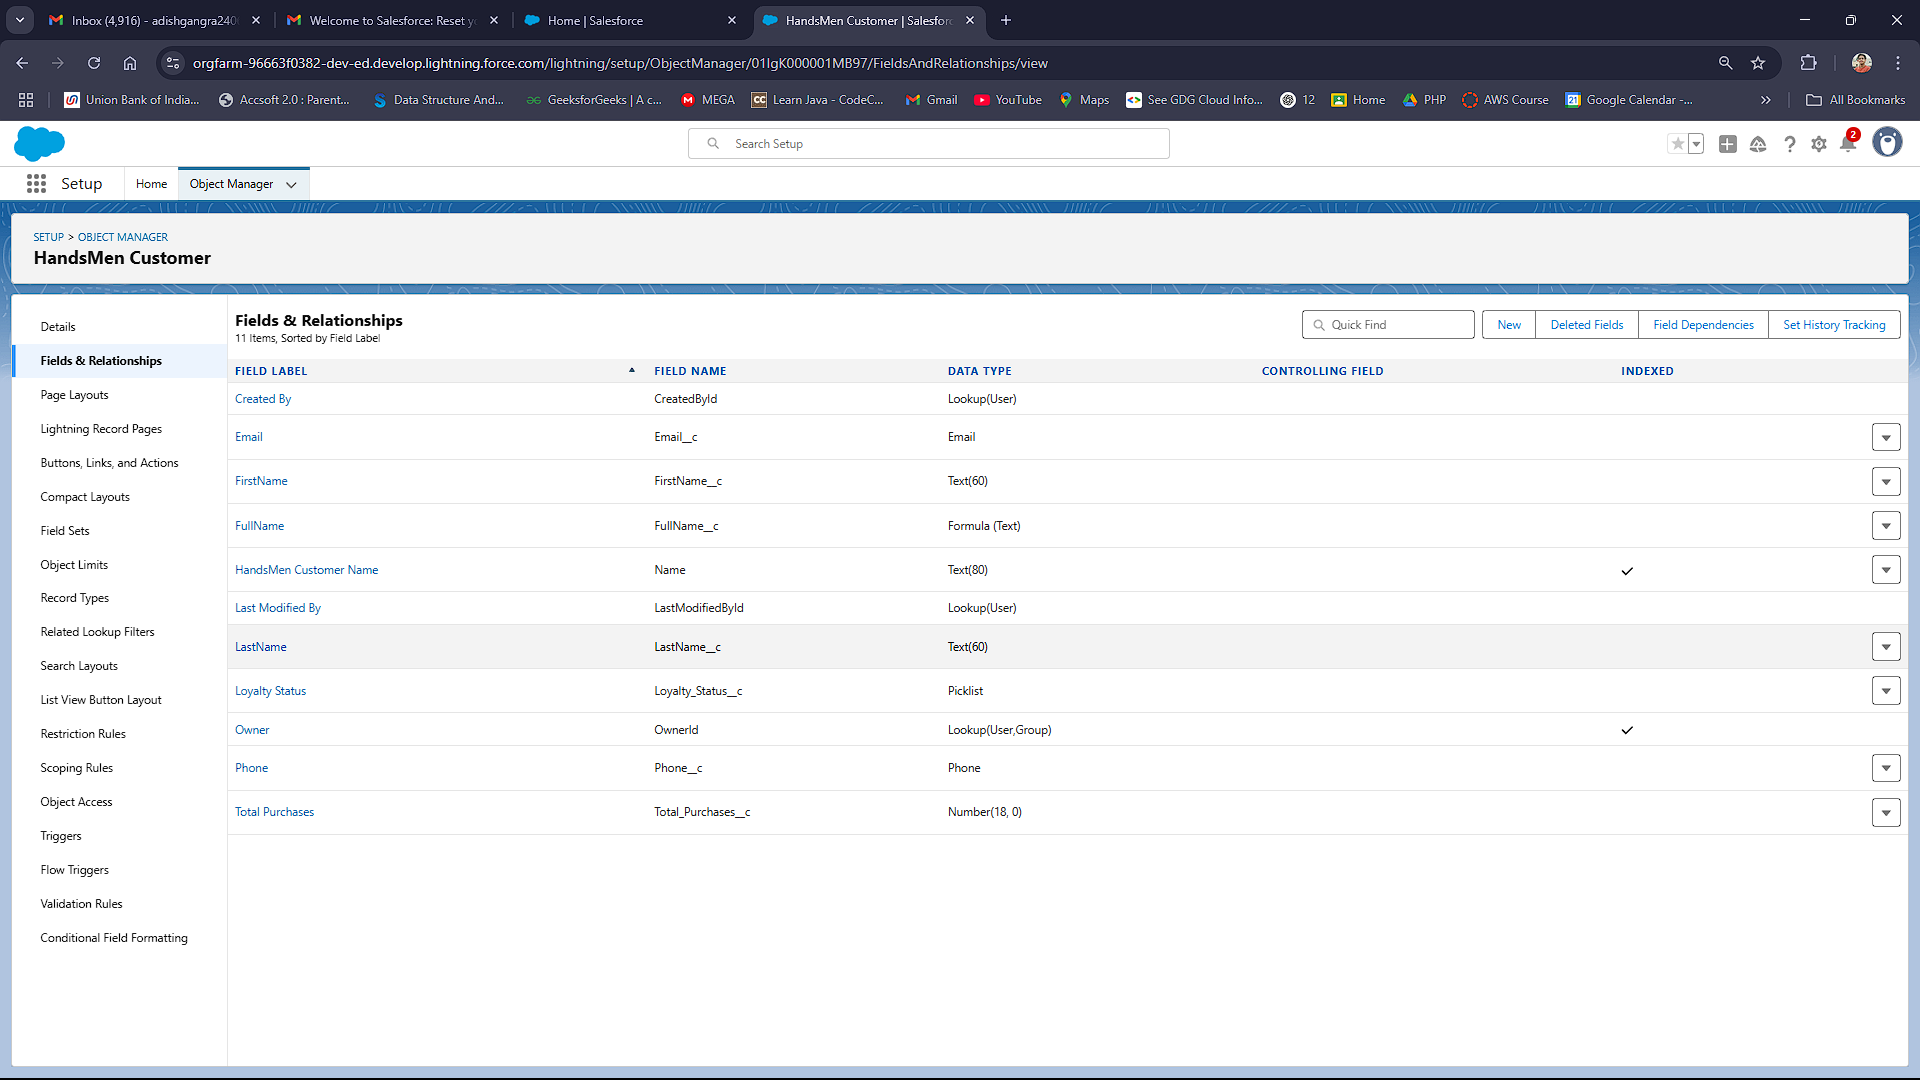 Inbox (4,916) - adishgangra240
Welcome to Salesforce: Reset y
Home | Salesforce
HandsMen Customer | Salesforc
orgfarm-96663f0382-dev-ed.develop.lightning.force.com/lightning/setup/ObjectManager/01IgK000001MB97/FieldsAndRelationships/view
Union Bank of India...
Accsoft 2.0 : Parent...
Data Structure And...
GeeksforGeeks | A c...
MEGA
Learn Java - CodeC...
Gmail
YouTube
Maps
See GDG Cloud Info...
12
Home
PHP
AWS Course
Google Calendar -...
All Bookmarks
Search Setup
2
Setup
Home
Object Manager
SETUP > OBJECT MANAGER
HandsMen Customer
Details
Fields & Relationships
Page Layouts
Lightning Record Pages
Buttons, Links, and Actions
Compact Layouts
Field Sets
Object Limits
Record Types
Related Lookup Filters
Search Layouts
List View Button Layout
Restriction Rules
Scoping Rules
Object Access
Triggers
Flow Triggers
Validation Rules
Conditional Field Formatting
Fields & Relationships
11 Items, Sorted by Field Label
Quick Find
New
Deleted Fields
Field Dependencies
Set History Tracking
FIELD LABEL FIELD NAME DATA TYPE CONTROLLING FIELD INDEXED
Created By CreatedById Lookup(User)
Email Email__c Email
FirstName FirstName__c Text(60)
FullName FullName__c Formula (Text)
HandsMen Customer Name Name Text(80)
Last Modified By LastModifiedById Lookup(User)
LastName LastName__c Text(60)
Loyalty Status Loyalty_Status__c Picklist
Owner OwnerId Lookup(User,Group)
Phone Phone__c Phone
Total Purchases Total_Purchases__c Number(18, 0)